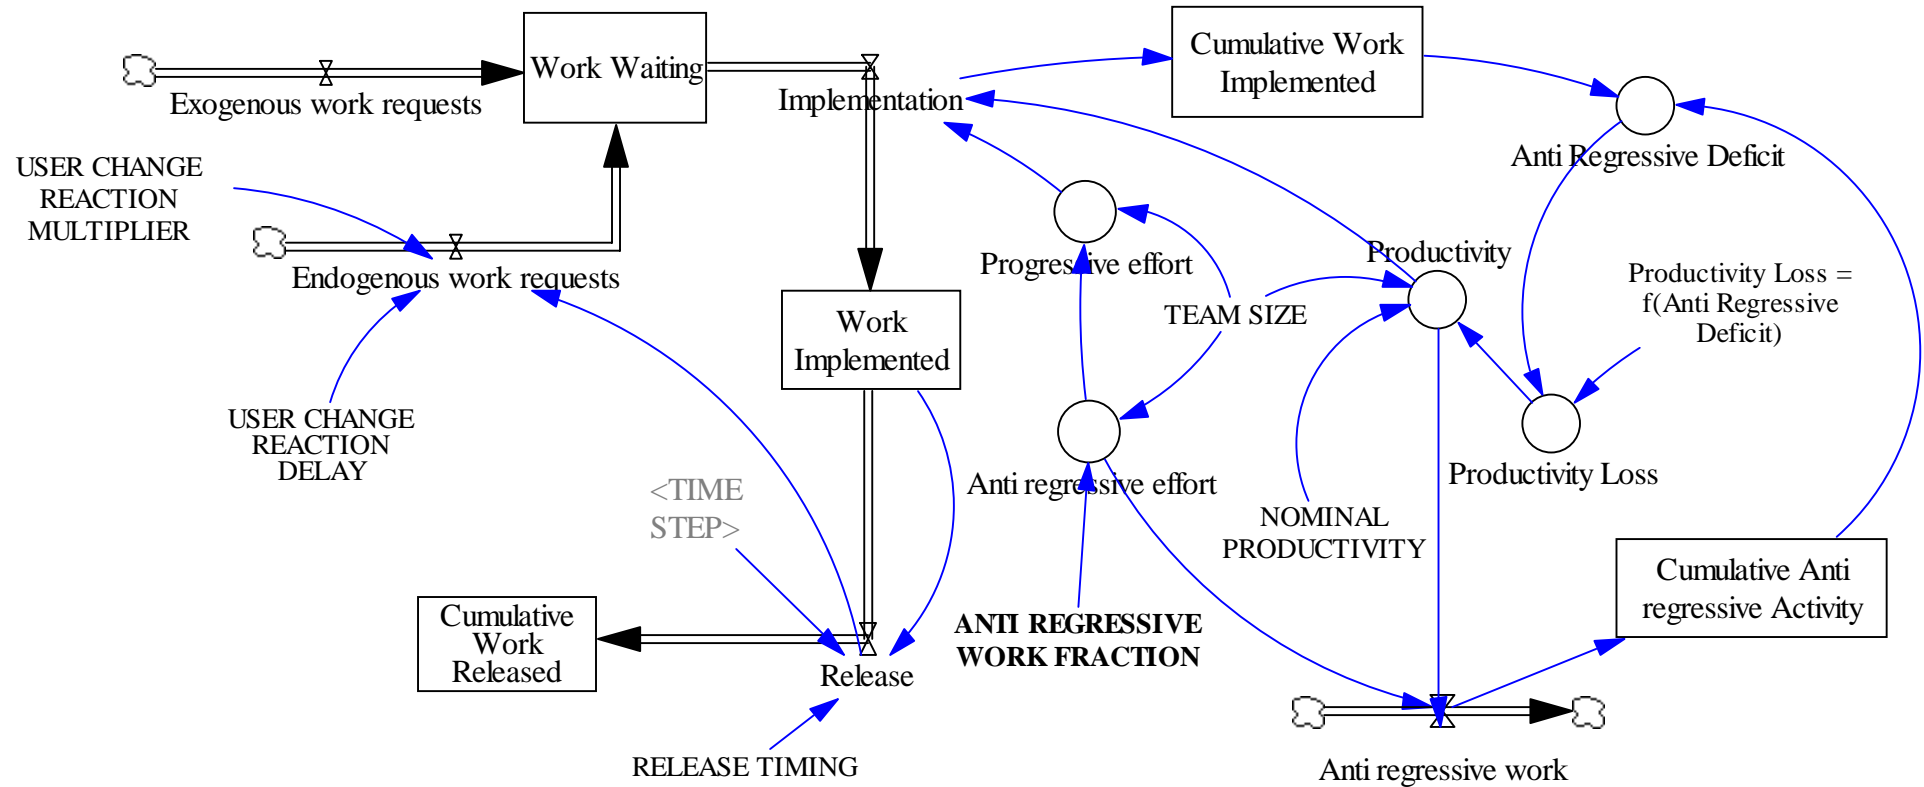 Work Waiting
Cumulative Work
Implemented
Exogenous work requests
Implementation
USER CHANGE
REACTION
MULTIPLIER
Anti Regressive Deficit
Endogenous work requests
Progressive effort
Productivity
TEAM SIZE
Productivity Loss =
f(Anti Regressive
Deficit)
Work
Implemented
USER CHANGE
REACTION
DELAY
<TIME
STEP>
Anti regressive effort
Productivity Loss
NOMINAL
PRODUCTIVITY
Cumulative Anti
regressive Activity
Cumulative
Work
Released
Release
ANTI REGRESSIVE
WORK FRACTION
RELEASE TIMING
Anti regressive work